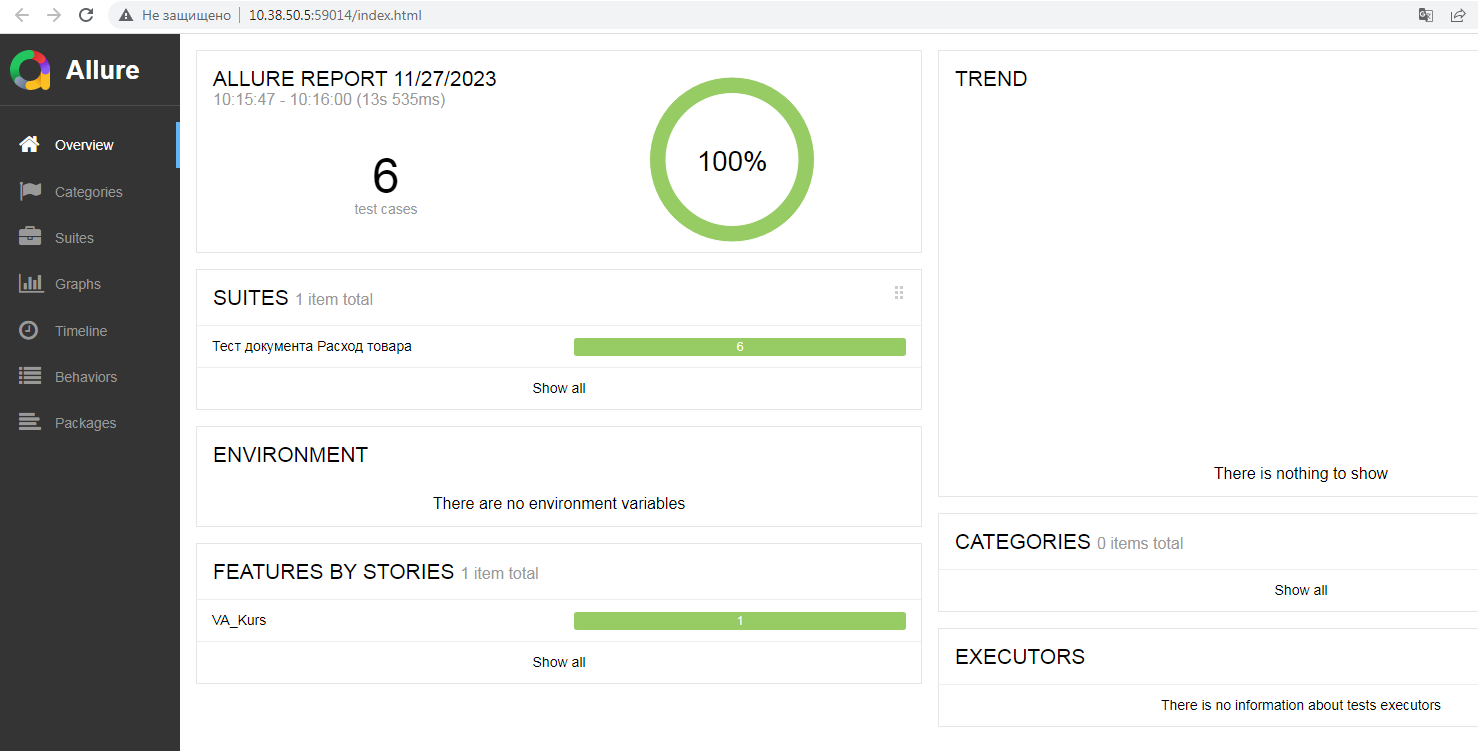 Не защищено
10.38.50.5:59014/index.html
Allure
Overview
Categories
Suites
Graphs
Timeline
Behaviors
Packages
ALLURE REPORT 11/27/2023
10:15:47 - 10:16:00 (13s 535ms)
6
test cases
100%
SUITES 1 item total
Тест документа Расход товара 6
Show all
ENVIRONMENT
There are no environment variables
FEATURES BY STORIES 1 item total
VA_Kurs 1
Show all
TREND
There is nothing to show
CATEGORIES 0 items total
Show all
EXECUTORS
There is no information about tests executors